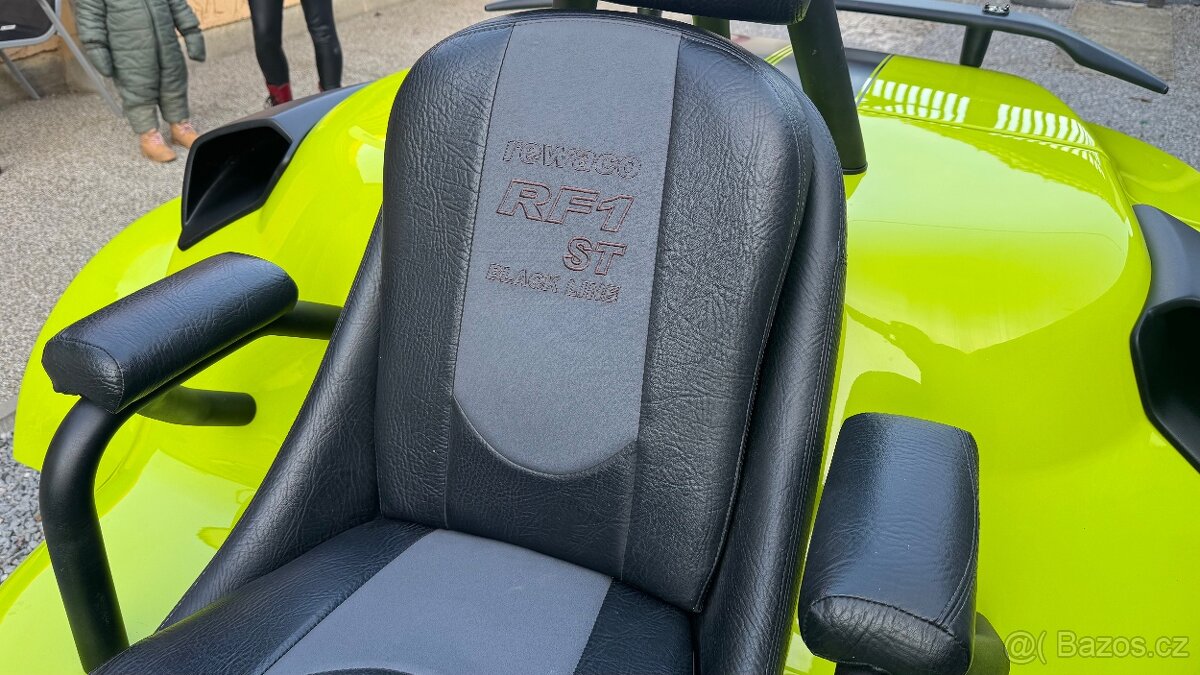 rewaco
RF1
ST
BLACK LINE
@( Bazos.cz